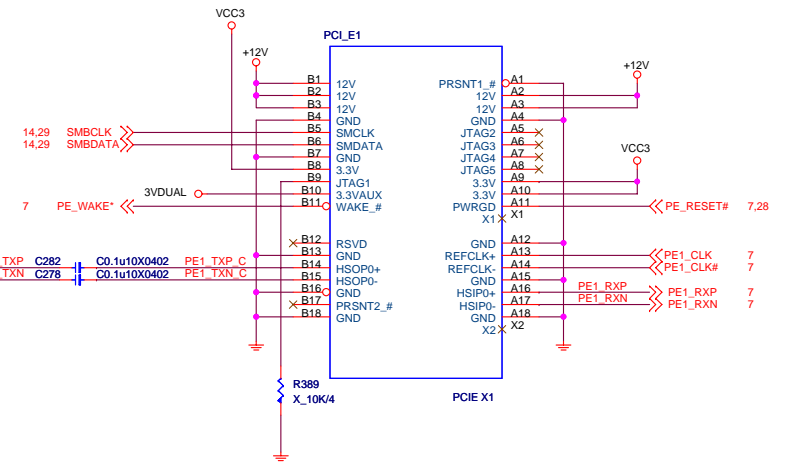 VCC3
PCI_E1
+12V
+12V
B1 12V PRSNT1_# A1
B2 12V 12V A2
B3 12V 12V A3
B4 GND GND A4
14,29 SMBCLK B5 SMCLK JTAG2 A5
14,29 SMBDATA B6 SMDATA JTAG3 A6
B7 GND JTAG4 A7
VCC3
B8 3.3V JTAG5 A8
B9 JTAG1 3.3V A9
3VDUAL B10 3.3VAUX 3.3V A10
7 PE_WAKE* B11 WAKE_# PWRGD A11 PE_RESET# 7,28
X1 X1
B12 RSVD GND A12
B13 GND REFCLK+ A13 PE1_CLK 7
_TXP C282 C0.1u10X0402 PE1_TXP_C B14 HSOP0+ REFCLK- A14 PE1_CLK# 7
_TXN C278 C0.1u10X0402 PE1_TXN_C B15 HSOP0- GND A15
B16 GND HSIP0+ A16 PE1_RXP PE1_RXP 7
B17 PRSNT2_# HSIP0- A17 PE1_RXN PE1_RXN 7
B18 GND GND A18
X2 X2
R389
X_10K/4
PCIE X1